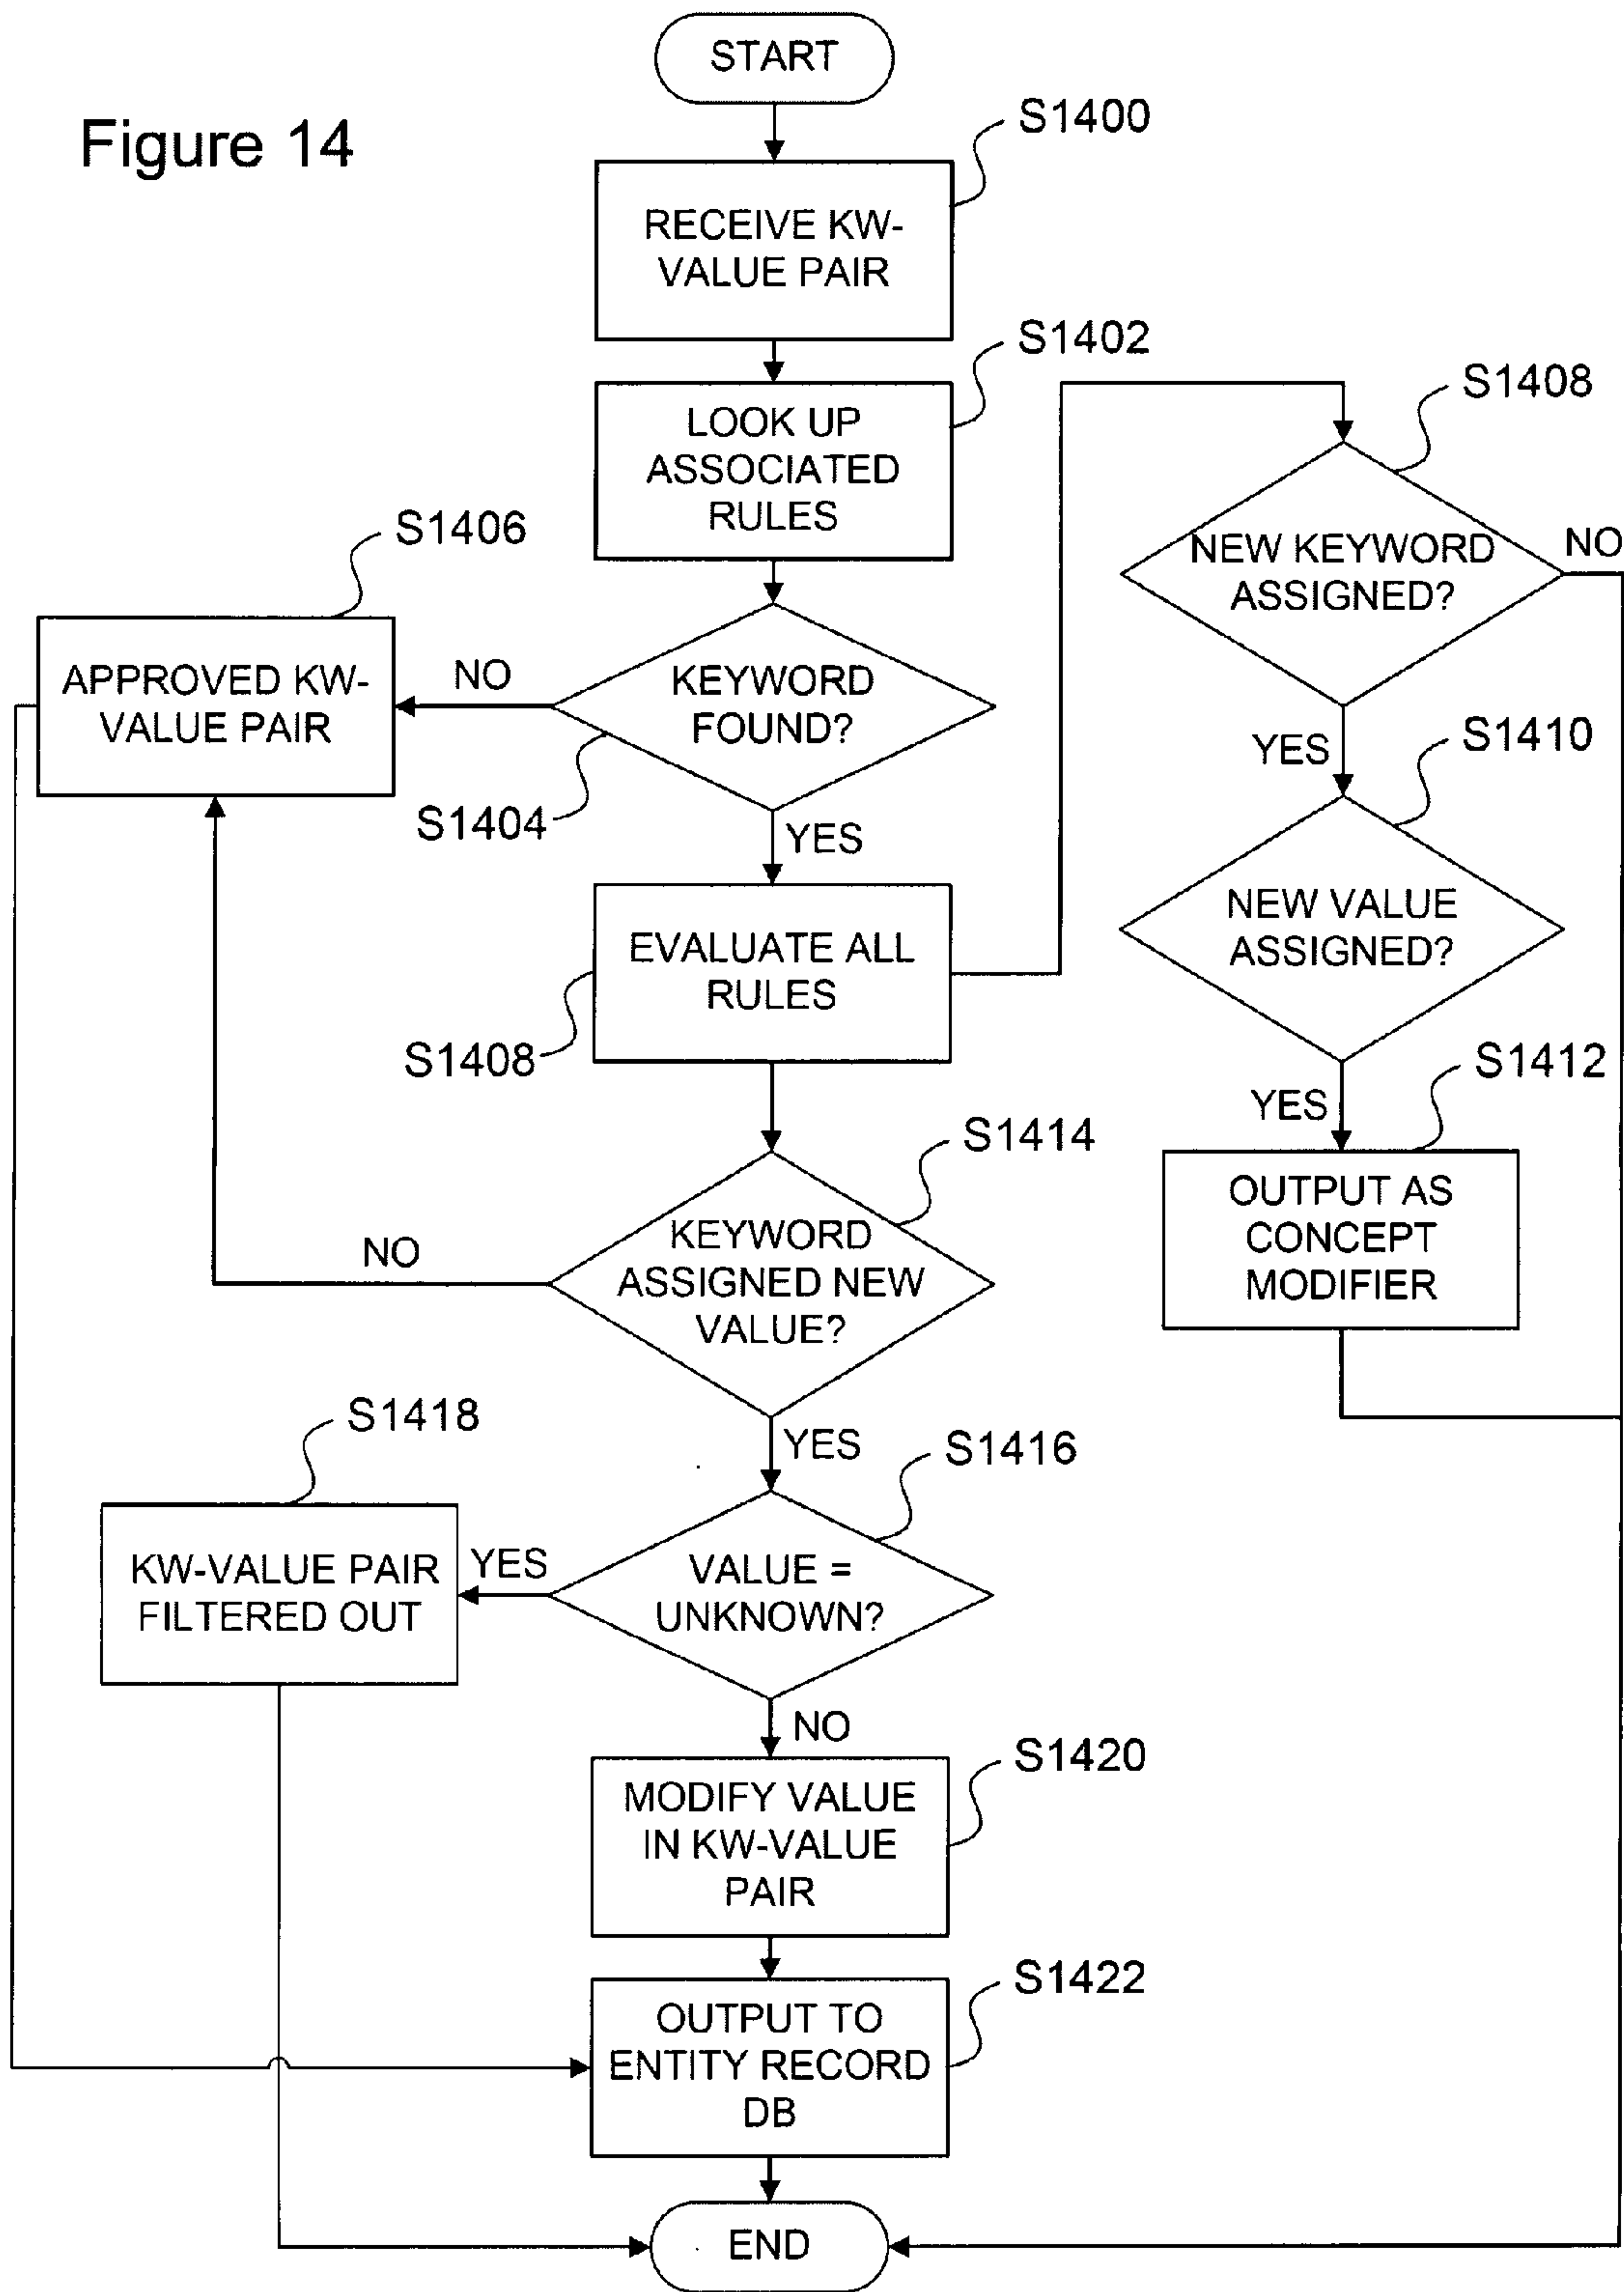 START
Figure 14
S1400
RECEIVE KW-
VALUE PAIR
S1402
LOOK UP
ASSOCIATED
RULES
S1408
NEW KEYWORD
ASSIGNED?
NO
S1406
APPROVED KW-
VALUE PAIR
NO
KEYWORD
FOUND?
S1404
YES
YES
S1410
NEW VALUE
ASSIGNED?
EVALUATE ALL
RULES
S1408
YES
S1412
OUTPUT AS
CONCEPT
MODIFIER
S1414
KEYWORD
ASSIGNED NEW
VALUE?
NO
YES
S1418
S1416
KW-VALUE PAIR
FILTERED OUT
YES
VALUE =
UNKNOWN?
NO
S1420
MODIFY VALUE
IN KW-VALUE
PAIR
S1422
OUTPUT TO
ENTITY RECORD
DB
END